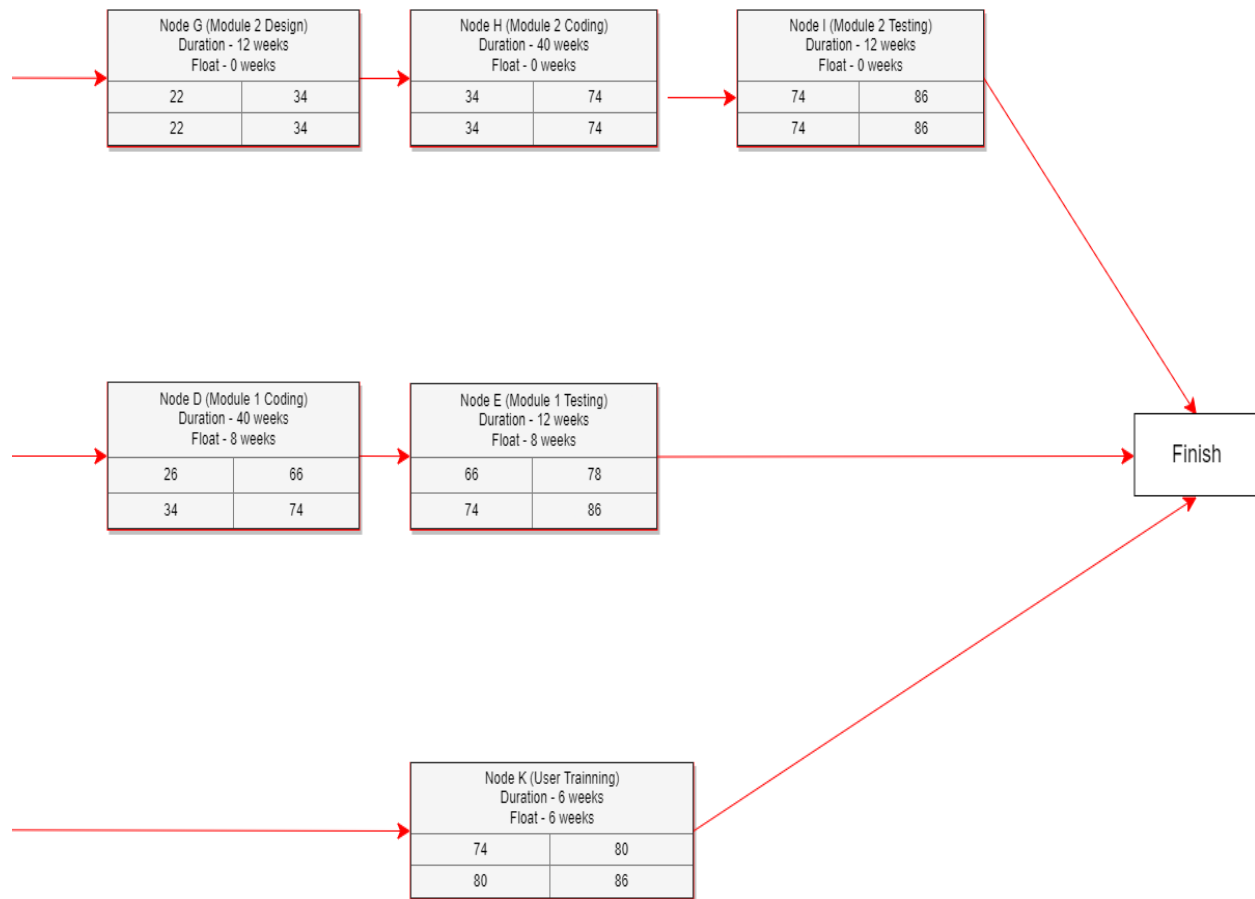 Node G (Module 2 Design)
Duration - 12 weeks
Float - 0 weeks
22 34
22 34
Node H (Module 2 Coding)
Duration - 40 weeks
Float - 0 weeks
34 74
34 74
Node I (Module 2 Testing)
Duration - 12 weeks
Float - 0 weeks
74 86
74 86
Node D (Module 1 Coding)
Duration - 40 weeks
Float - 8 weeks
26 66
34 74
Node E (Module 1 Testing)
Duration - 12 weeks
Float - 8 weeks
66 78
74 86
Finish
Node K (User Trainning)
Duration - 6 weeks
Float - 6 weeks
74 80
80 86